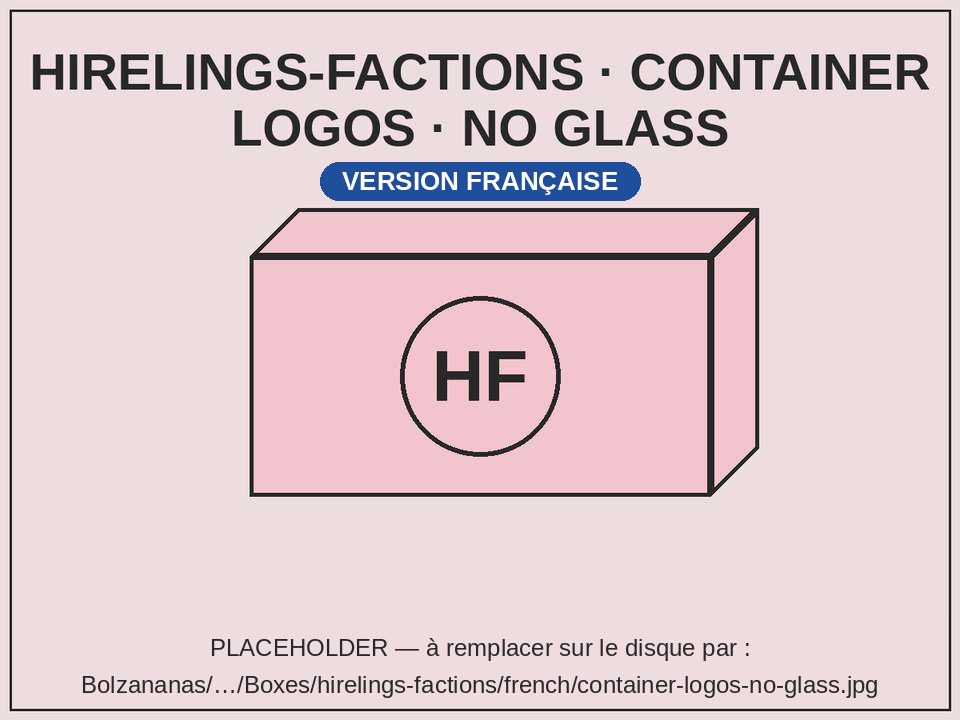 HIRELINGS-FACTIONS · CONTAINER
LOGOS · NO GLASS
VERSION FRANÇAISE
HF
PLACEHOLDER — à remplacer sur le disque par :
Bolzananas/…/Boxes/hirelings-factions/french/container-logos-no-glass.jpg